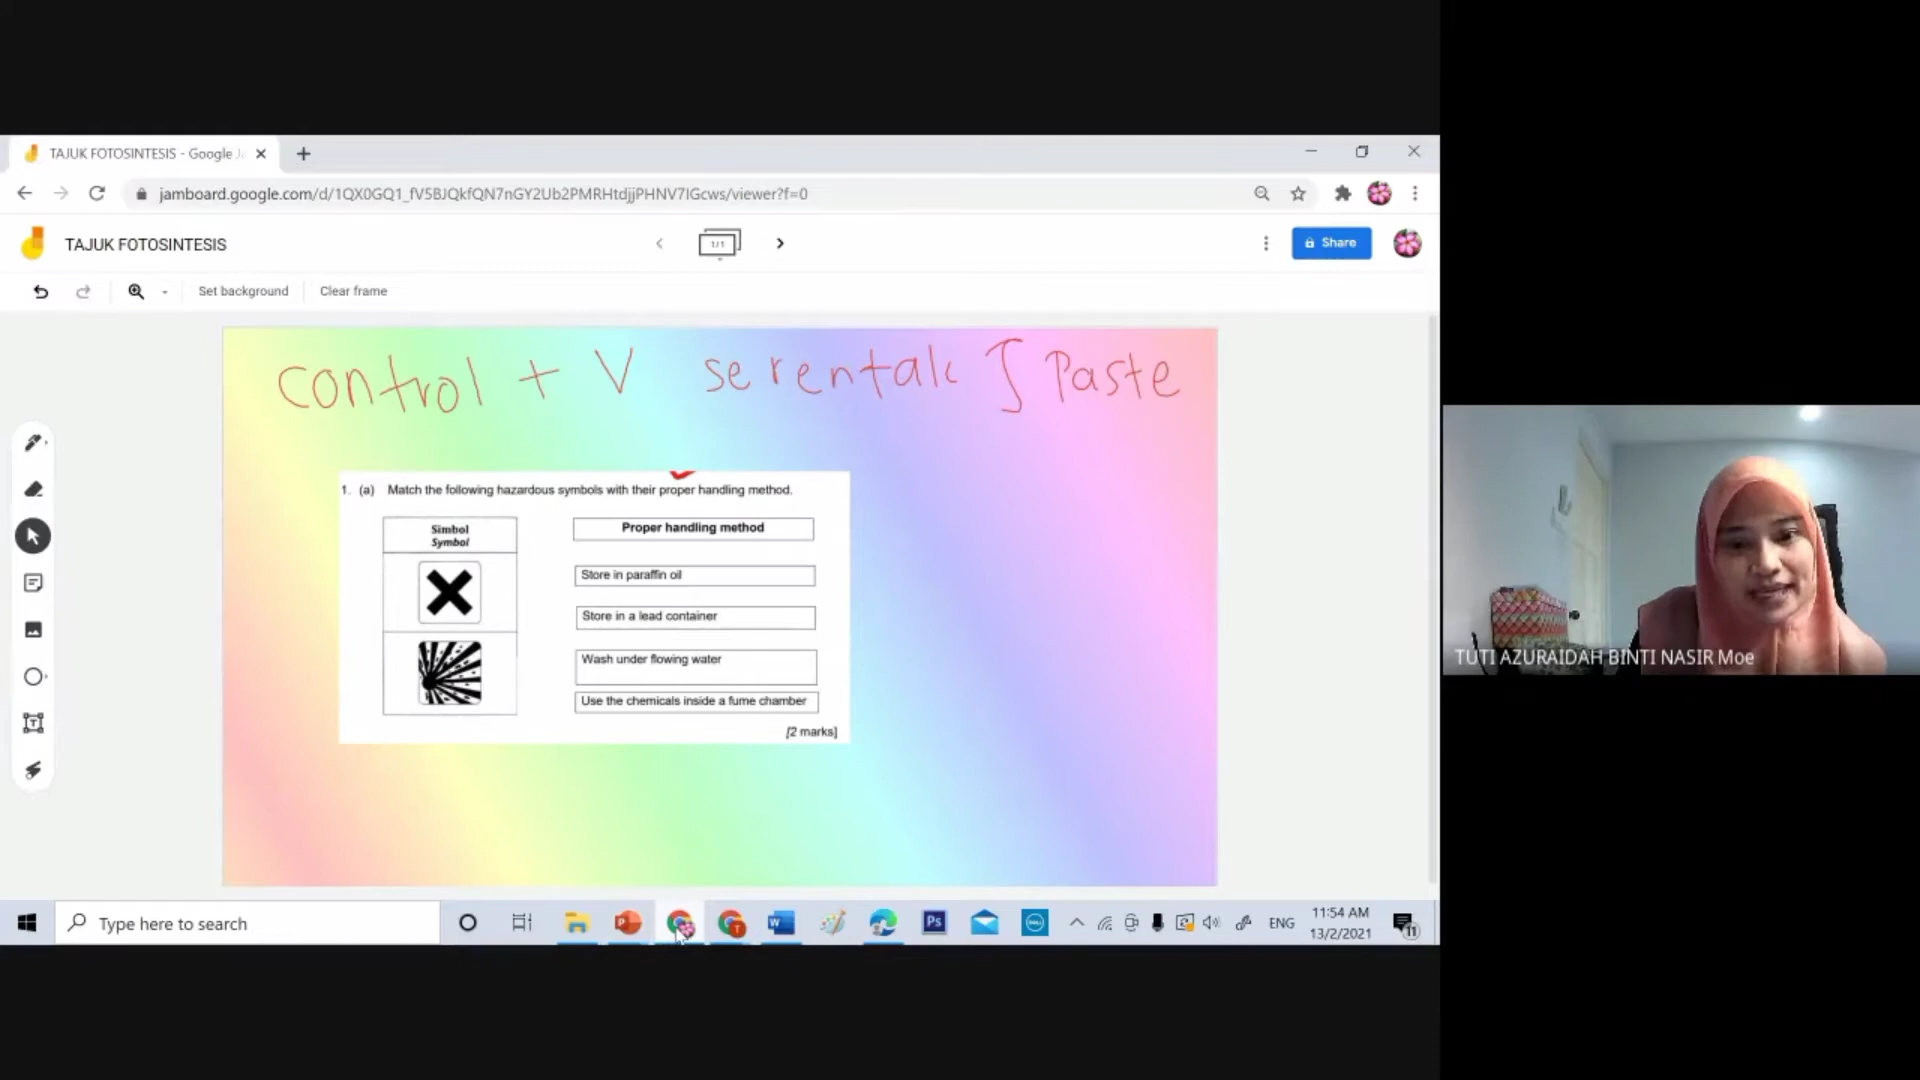 TAJUK FOTOSINTESIS - Google Ja
jamboard.google.com/d/1QX0GQ1_fV5BJQkfQN7nGY2Ub2PMRHtdjjPHNV7IGcws/viewer?f=0
TAJUK FOTOSINTESIS
1/1
Share
Set background
Clear frame
control + V serentak Paste
1. (a) Match the following hazardous symbols with their proper handling method.
Simbol
Symbol
Proper handling method
Store in paraffin oil
Store in a lead container
Wash under flowing water
Use the chemicals inside a fume chamber
[2 marks]
TUTI AZURAIDAH BINTI NASIR Moe
Type here to search
ENG
11:54 AM
13/2/2021
11